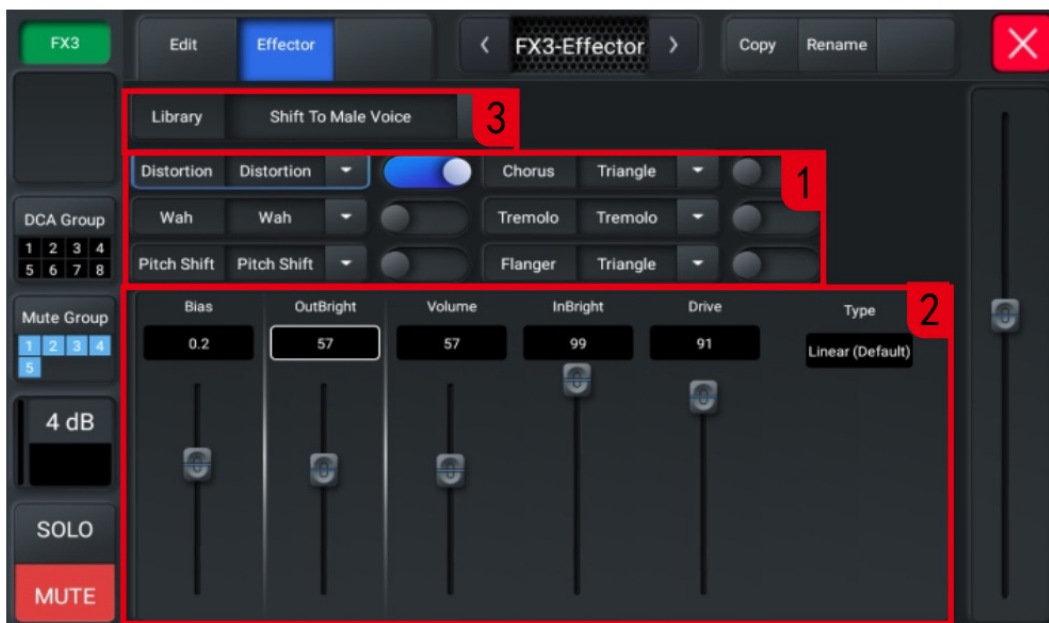 FX3 Edit Effector < FX3-Effector > Copy Rename
Library Shift To Male Voice 3
Distortion Distortion Chorus Triangle 1
DCA Group Wah Wah Tremolo Tremolo
1 2 3 4
5 6 7 8 Pitch Shift Pitch Shift Flanger Triangle
Mute Group Bias OutBright Volume InBright Drive Type 2
1 2 3 4 0.2 57 57 99 91 Linear (Default)
5
4 dB
SOLO
MUTE